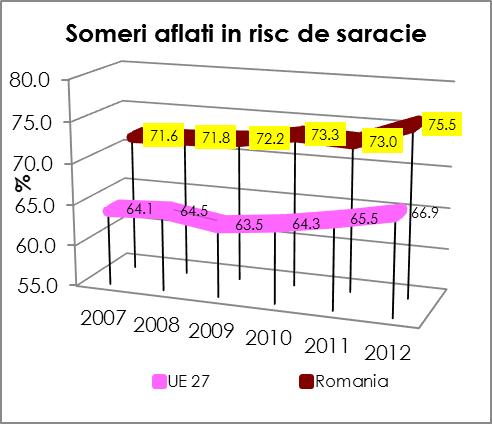 Someri aflati in risc de saracie
80.0
75.0
70.0
65.0
60.0
55.0
%
71.6 71.8 72.2 73.3 73.0 75.5
64.1 64.5 63.5 64.3 65.5 66.9
2007 2008 2009 2010 2011 2012
UE 27 Romania